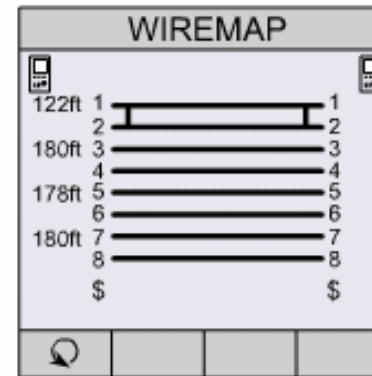 WIREMAP
122ft 1 1
2 2
180ft 3 3
4 4
178ft 5 5
6 6
180ft 7 7
8 8
$ $